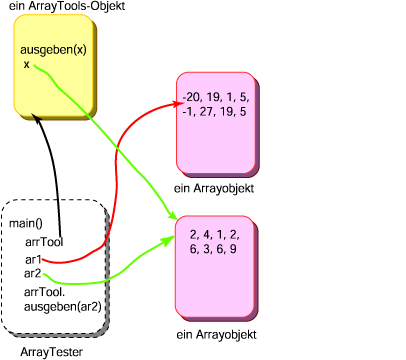 ein ArrayTools-Objekt
ausgeben(x)
x
-20, 19, 1, 5,
-1, 27, 19, 5
ein Arrayobjekt
main()
arrTool
ar1
ar2
arrTool.
ausgeben(ar2)
ArrayTester
2, 4, 1, 2,
6, 3, 6, 9
ein Arrayobjekt